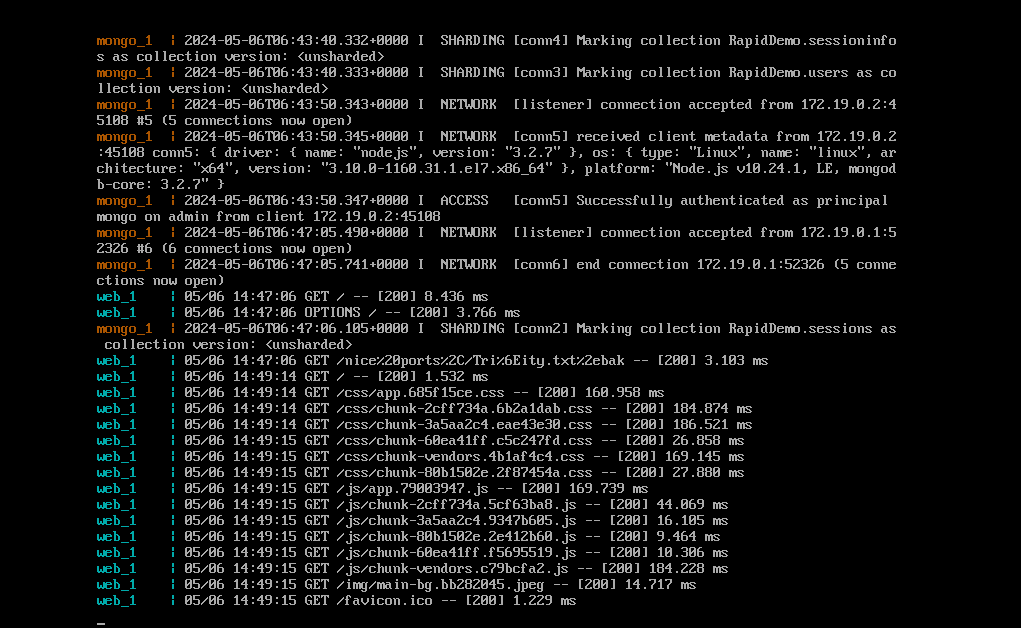 mongo_1  | 2024-05-06T06:43:40.332+0000 I  SHARDING [conn4] Marking collection RapidDemo.sessioninfo
s as collection version: <unsharded>
mongo_1  | 2024-05-06T06:43:40.333+0000 I  SHARDING [conn3] Marking collection RapidDemo.users as co
llection version: <unsharded>
mongo_1  | 2024-05-06T06:43:50.343+0000 I  NETWORK  [listener] connection accepted from 172.19.0.2:4
5108 #5 (5 connections now open)
mongo_1  | 2024-05-06T06:43:50.345+0000 I  NETWORK  [conn5] received client metadata from 172.19.0.2
:45108 conn5: { driver: { name: "nodejs", version: "3.2.7" }, os: { type: "Linux", name: "linux", ar
chitecture: "x64", version: "3.10.0-1160.31.1.el7.x86_64" }, platform: "Node.js v10.24.1, LE, mongod
b-core: 3.2.7" }
mongo_1  | 2024-05-06T06:43:50.347+0000 I  ACCESS   [conn5] Successfully authenticated as principal
mongo on admin from client 172.19.0.2:45108
mongo_1  | 2024-05-06T06:47:05.490+0000 I  NETWORK  [listener] connection accepted from 172.19.0.1:5
2326 #6 (6 connections now open)
mongo_1  | 2024-05-06T06:47:05.741+0000 I  NETWORK  [conn6] end connection 172.19.0.1:52326 (5 conne
ctions now open)
web_1    | 05/06 14:47:06 GET / -- [200] 8.436 ms
web_1    | 05/06 14:47:06 OPTIONS / -- [200] 3.766 ms
mongo_1  | 2024-05-06T06:47:06.105+0000 I  SHARDING [conn2] Marking collection RapidDemo.sessions as
 collection version: <unsharded>
web_1    | 05/06 14:47:06 GET /nice%20ports%2C/Tri%6Eity.txt%2ebak -- [200] 3.103 ms
web_1    | 05/06 14:49:14 GET / -- [200] 1.532 ms
web_1    | 05/06 14:49:14 GET /css/app.685f15ce.css -- [200] 160.958 ms
web_1    | 05/06 14:49:14 GET /css/chunk-2cff734a.6b2a1dab.css -- [200] 184.874 ms
web_1    | 05/06 14:49:14 GET /css/chunk-3a5aa2c4.eae43e30.css -- [200] 186.521 ms
web_1    | 05/06 14:49:15 GET /css/chunk-60ea41ff.c5c247fd.css -- [200] 26.858 ms
web_1    | 05/06 14:49:15 GET /css/chunk-vendors.4b1af4c4.css -- [200] 169.145 ms
web_1    | 05/06 14:49:15 GET /css/chunk-80b1502e.2f87454a.css -- [200] 27.880 ms
web_1    | 05/06 14:49:15 GET /js/app.79003947.js -- [200] 169.739 ms
web_1    | 05/06 14:49:15 GET /js/chunk-2cff734a.5cf63ba8.js -- [200] 44.069 ms
web_1    | 05/06 14:49:15 GET /js/chunk-3a5aa2c4.9347b605.js -- [200] 16.105 ms
web_1    | 05/06 14:49:15 GET /js/chunk-80b1502e.2e412b60.js -- [200] 9.464 ms
web_1    | 05/06 14:49:15 GET /js/chunk-60ea41ff.f5695519.js -- [200] 10.306 ms
web_1    | 05/06 14:49:15 GET /js/chunk-vendors.c79bcfa2.js -- [200] 184.228 ms
web_1    | 05/06 14:49:15 GET /img/main-bg.bb282045.jpeg -- [200] 14.717 ms
web_1    | 05/06 14:49:15 GET /favicon.ico -- [200] 1.229 ms